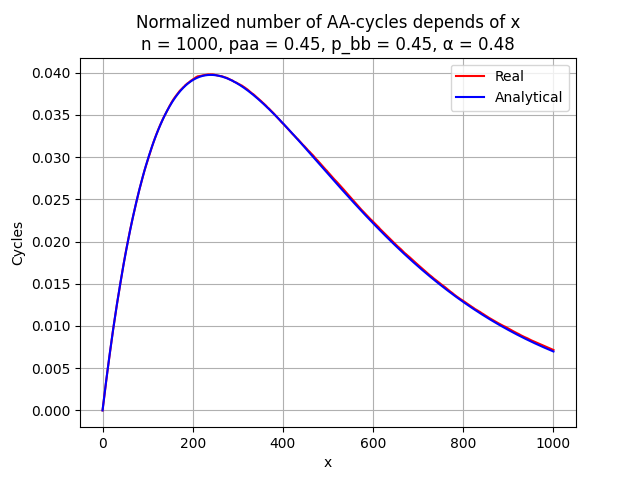 Normalized number of AA-cycles depends of x
n = 1000, paa = 0.45, p_bb = 0.45, α = 0.48
Real
Analytical
0.040
0.035
0.030
0.025
0.020
0.015
0.010
0.005
0.000
Cycles
0 200 400 600 800 1000
x